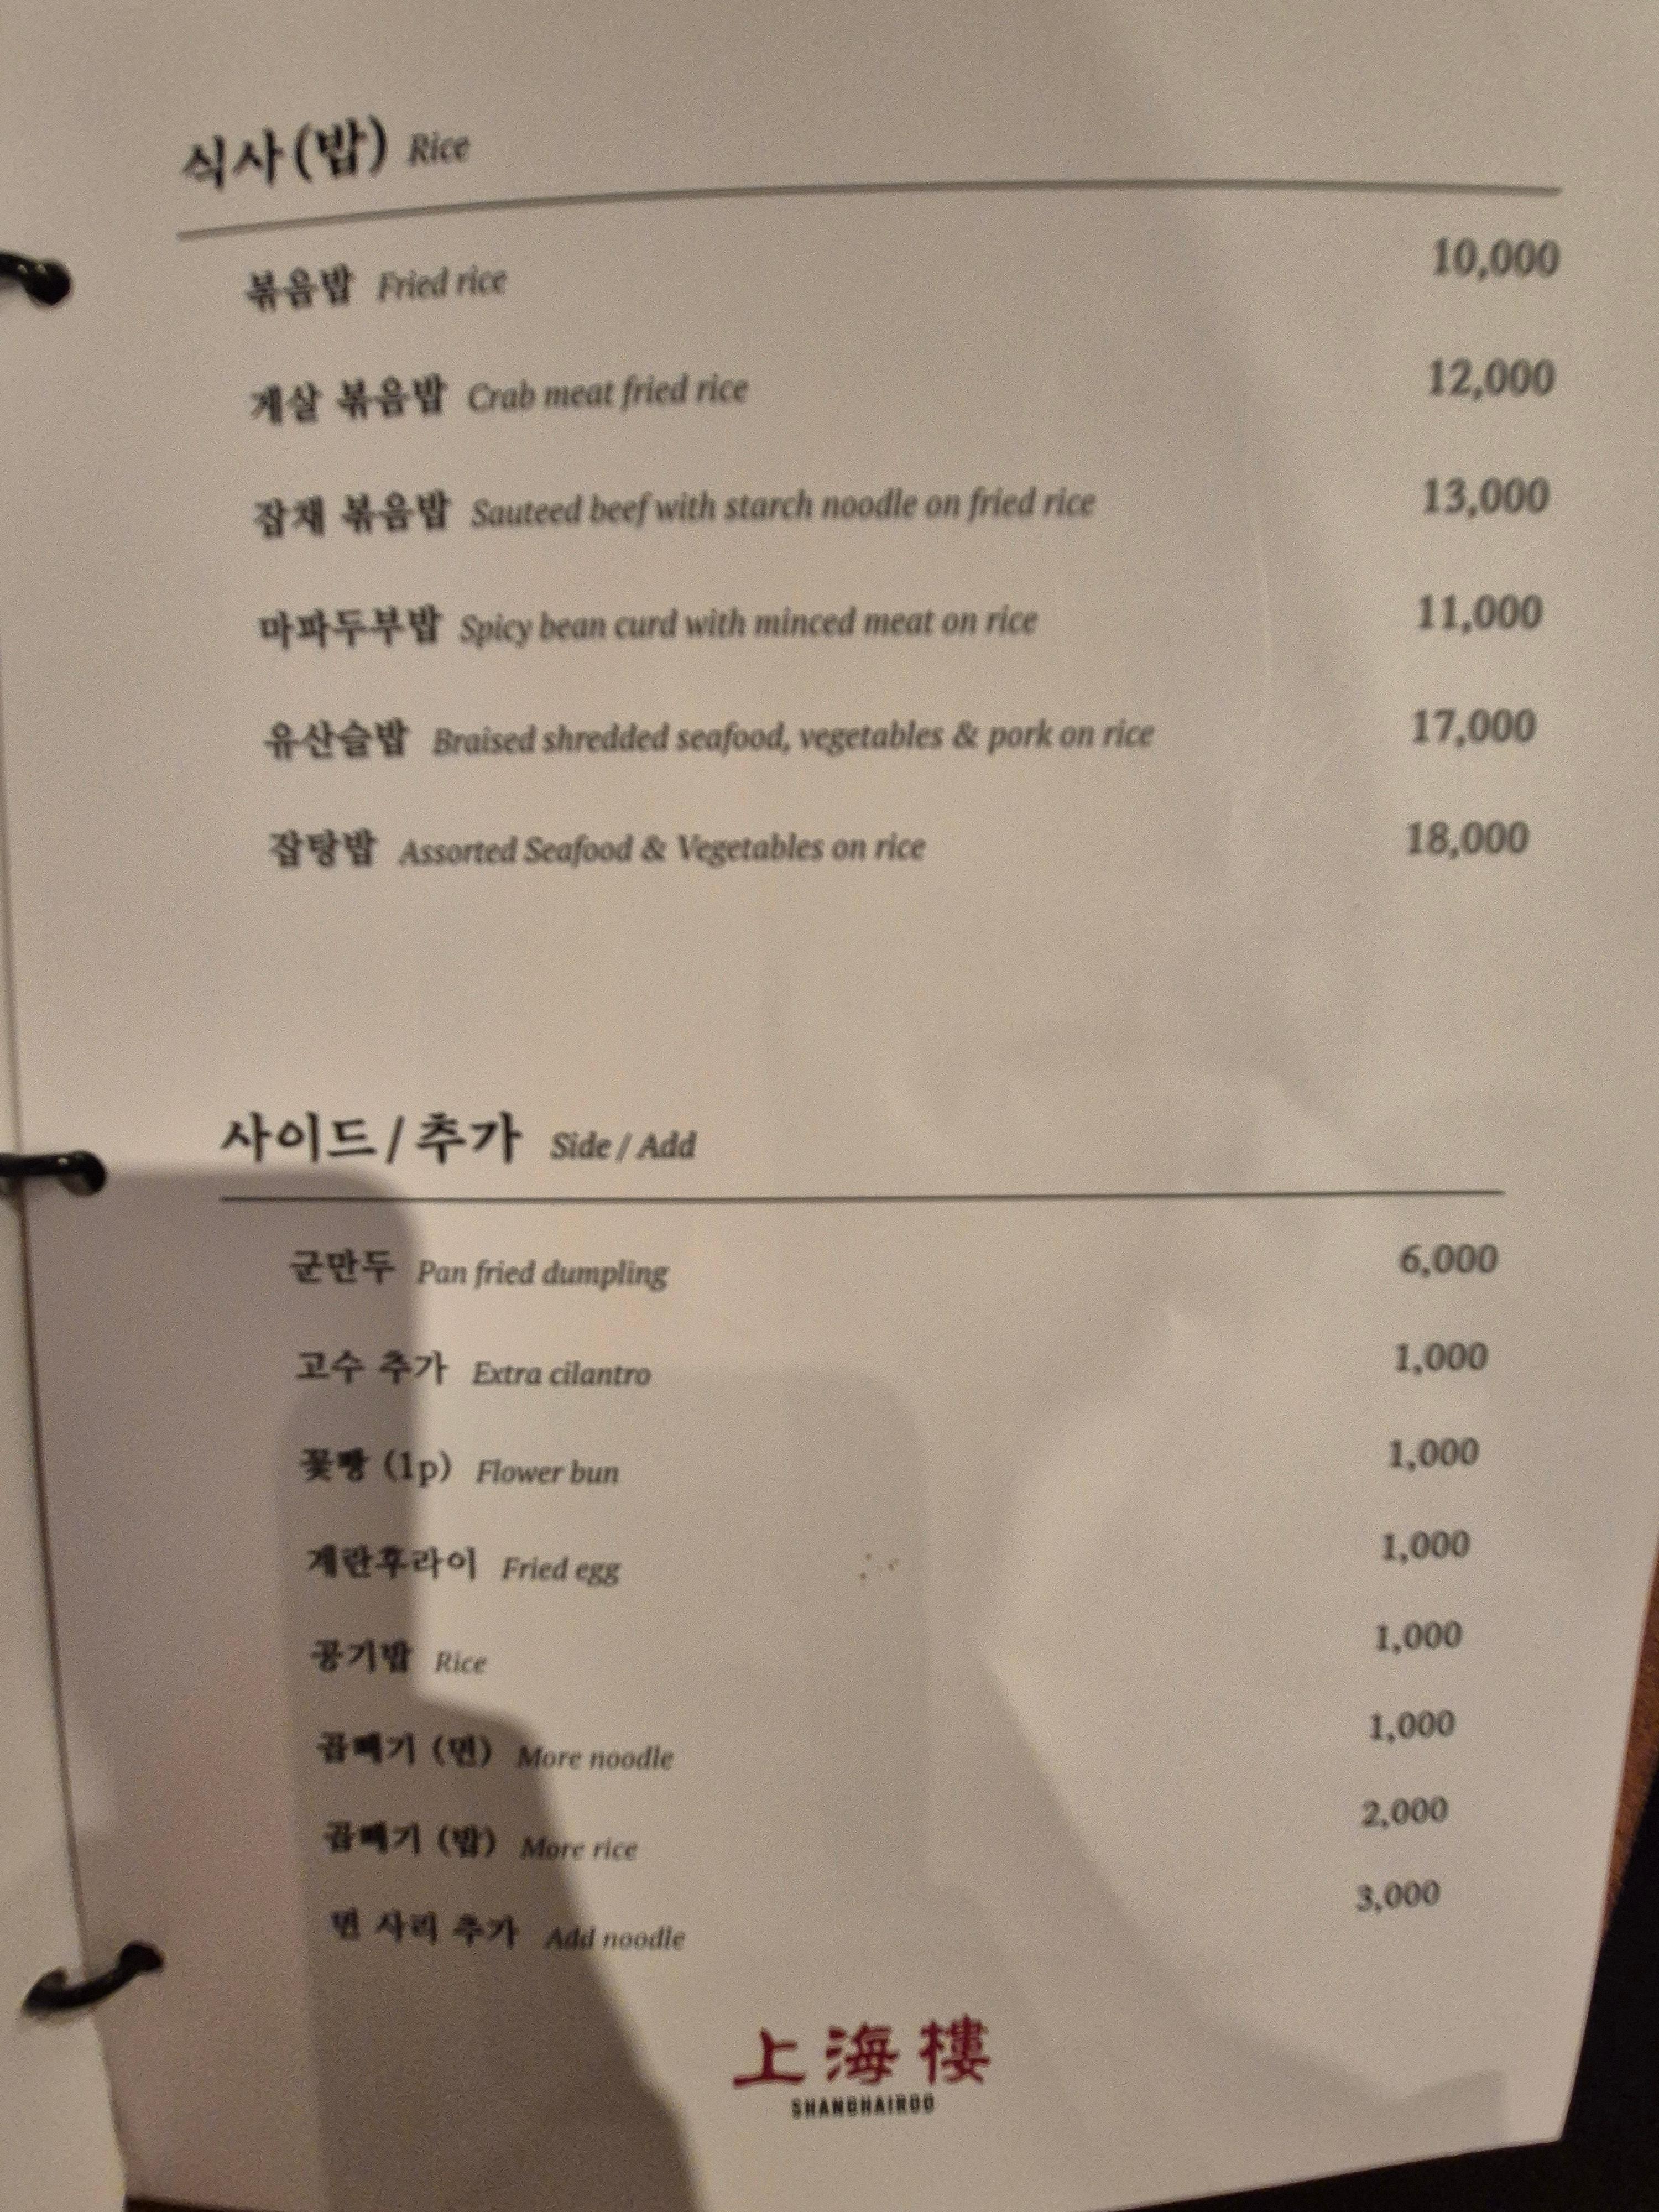 식사(밥) Rice
볶음밥 Fried rice 10,000
게살 볶음밥 Crab meat fried rice 12,000
잡채 볶음밥 Sauteed beef with starch noodle on fried rice 13,000
마파두부밥 Spicy bean curd with minced meat on rice 11,000
유산슬밥 Braised shredded seafood, vegetables & pork on rice 17,000
잡탕밥 Assorted Seafood & Vegetables on rice 18,000
사이드/추가 Side / Add
군만두 Pan fried dumpling 6,000
고수 추가 Extra cilantro 1,000
꽃빵 (1p) Flower bun 1,000
계란후라이 Fried egg 1,000
공기밥 Rice 1,000
곱빼기 (면) More noodle 1,000
곱빼기 (밥) More rice 2,000
면 사리 추가 Add noodle 3,000
上海樓
SHANGHAIROO